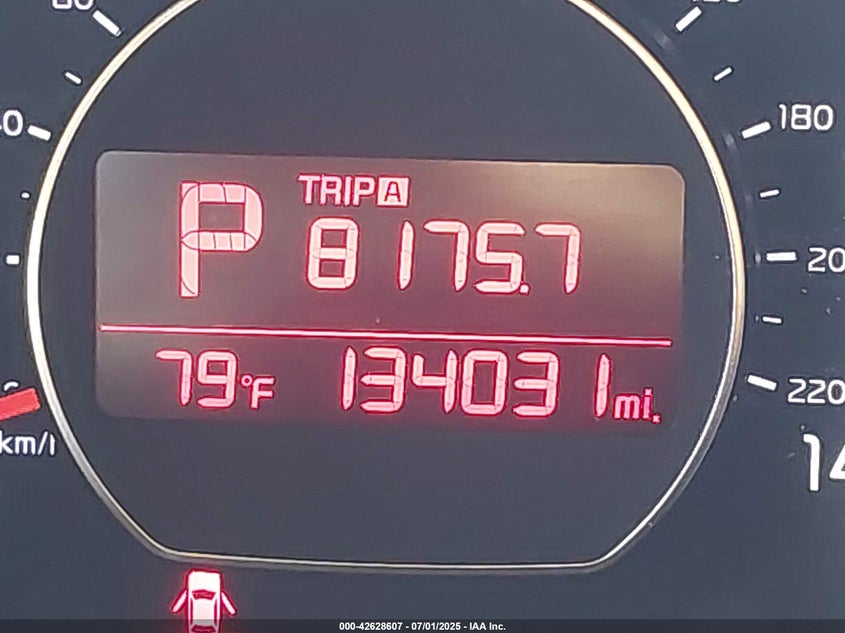 180
TRIP A
P 8175.7
20
79°F 134031 mi.
220
km/h
14
000-42628607 - 07/01/2025 - IAA Inc.